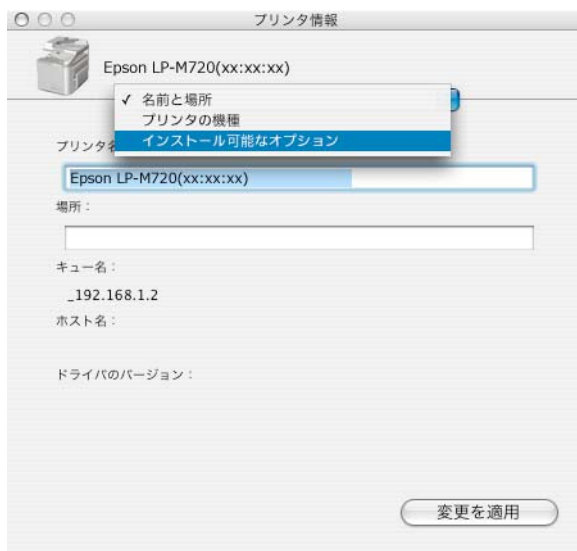 プリンタ情報
Epson LP-M720(xx:xx:xx)
✓ 名前と場所
プリンタの機種
インストール可能なオプション
プリンタ名
Epson LP-M720(xx:xx:xx)
場所：
キュー名：
_192.168.1.2
ホスト名：
ドライバのバージョン：
変更を適用